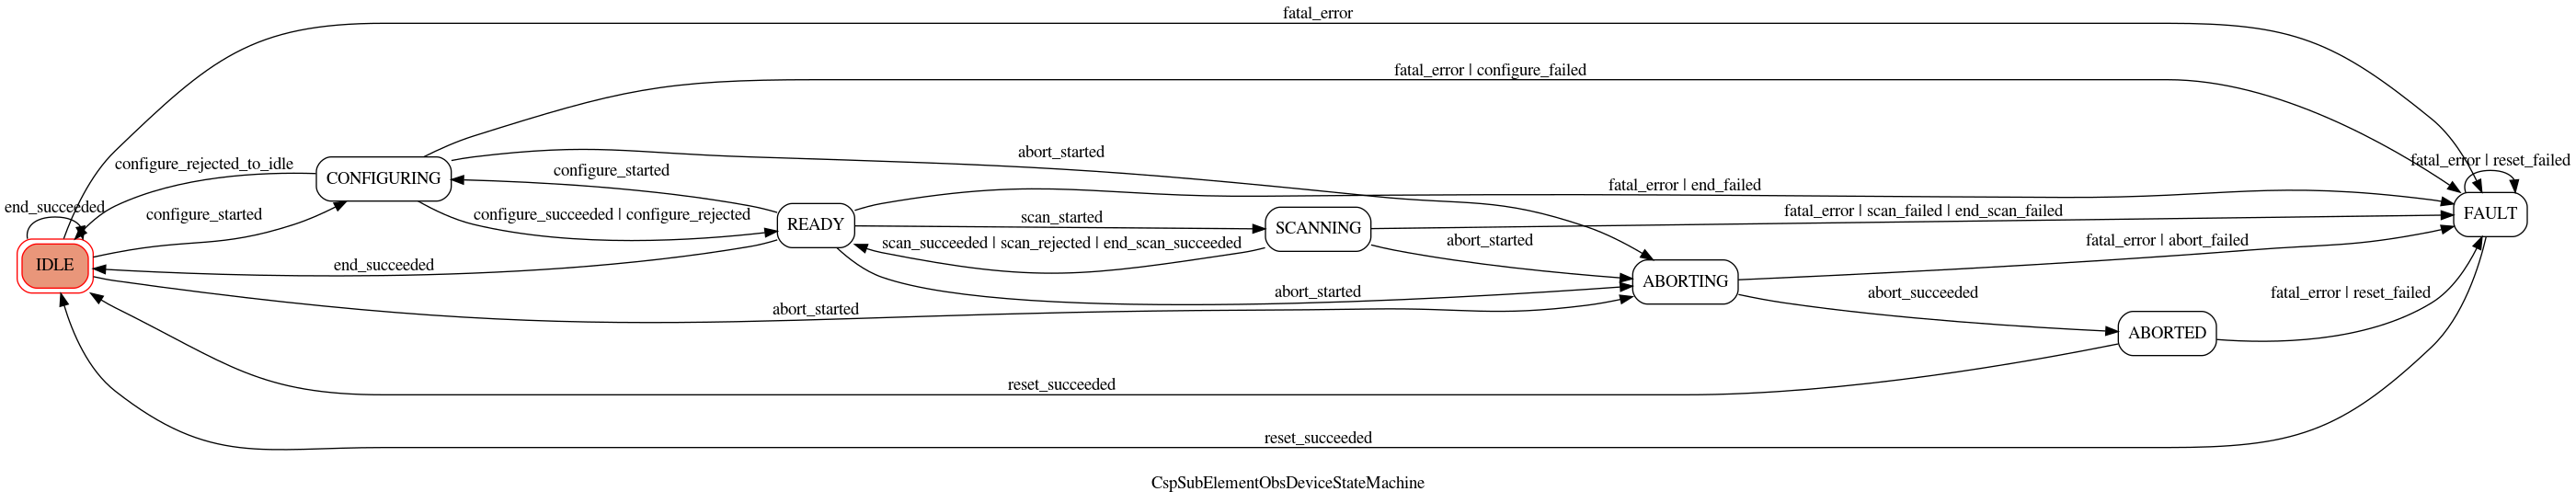 fatal_error
fatal_error | configure_failed
abort_started
configure_rejected_to_idle
fatal_error | reset_failed
configure_started
CONFIGURING
fatal_error | end_failed
end_succeeded
configure_started
configure_succeeded | configure_rejected
scan_started
fatal_error | scan_failed | end_scan_failed
FAULT
READY
SCANNING
scan_succeeded | scan_rejected | end_scan_succeeded
abort_started
fatal_error | abort_failed
IDLE
end_succeeded
ABORTING
abort_started
abort_succeeded
fatal_error | reset_failed
abort_started
ABORTED
reset_succeeded
reset_succeeded
CspSubElementObsDeviceStateMachine